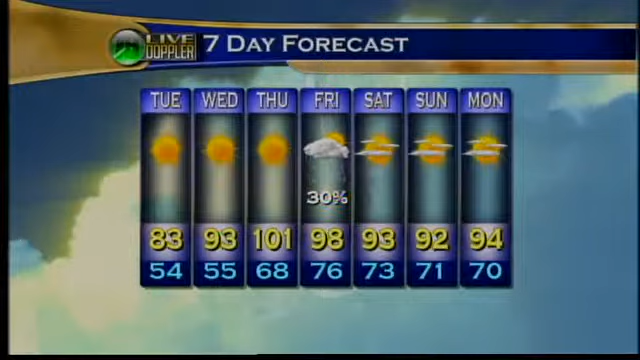 LIVE
DOPPLER
7 DAY FORECAST
TUE WED THU FRI SAT SUN MON
30%
83 93 101 98 93 92 94
54 55 68 76 73 71 70